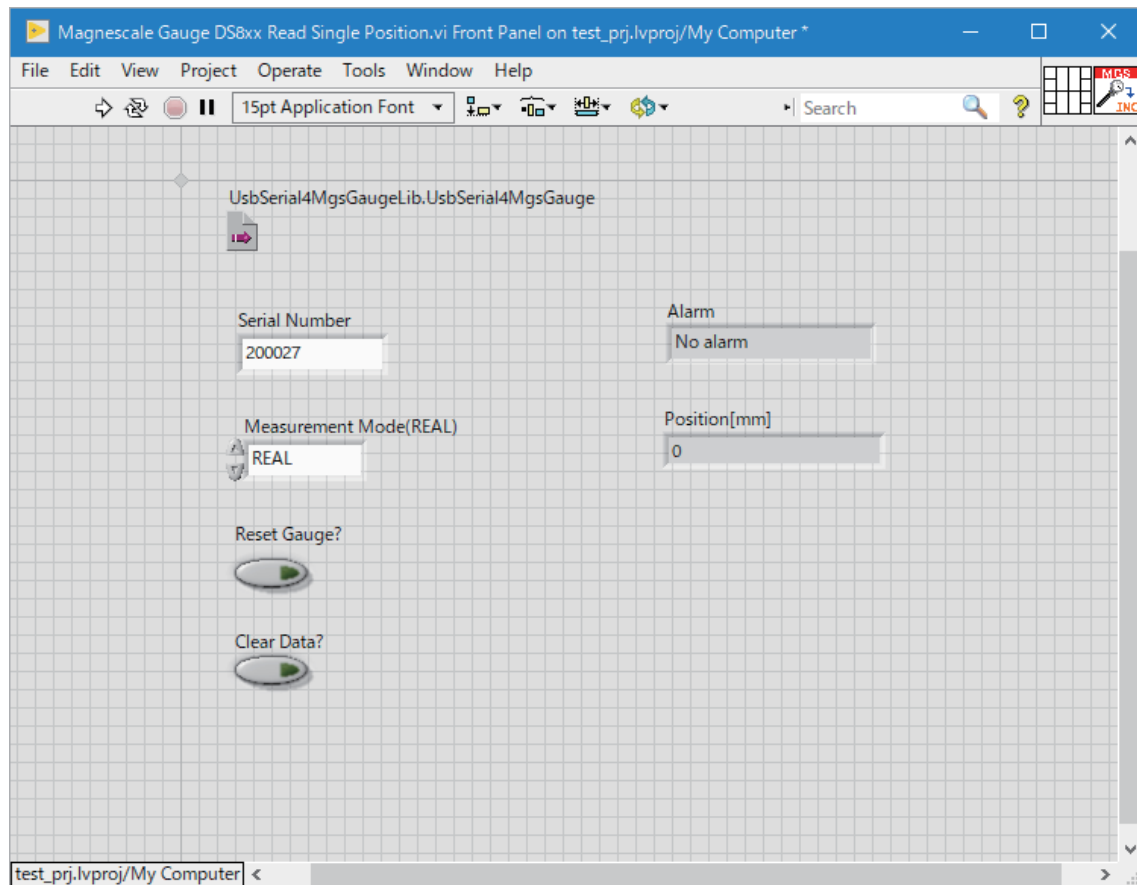 Magnescale Gauge DS8xx Read Single Position.vi Front Panel on test_prj.lvproj/My Computer *
File Edit View Project Operate Tools Window Help
15pt Application Font
Search
MGS
INC
UsbSerial4MgsGaugeLib.UsbSerial4MgsGauge
Serial Number
200027
Alarm
No alarm
Measurement Mode(REAL)
REAL
Position[mm]
0
Reset Gauge?
Clear Data?
test_prj.lvproj/My Computer